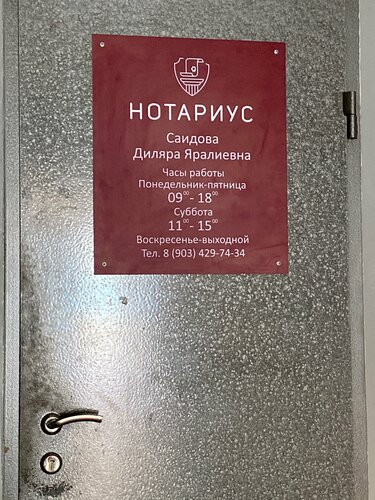 НОТАРИУС
Саидова
Диляра Яралиевна
Часы работы
Понедельник-пятница
09⁰⁰- 18⁰⁰
Суббота
11⁰⁰- 15⁰⁰
Воскресенье-выходной
Тел. 8 (903) 429-74-34